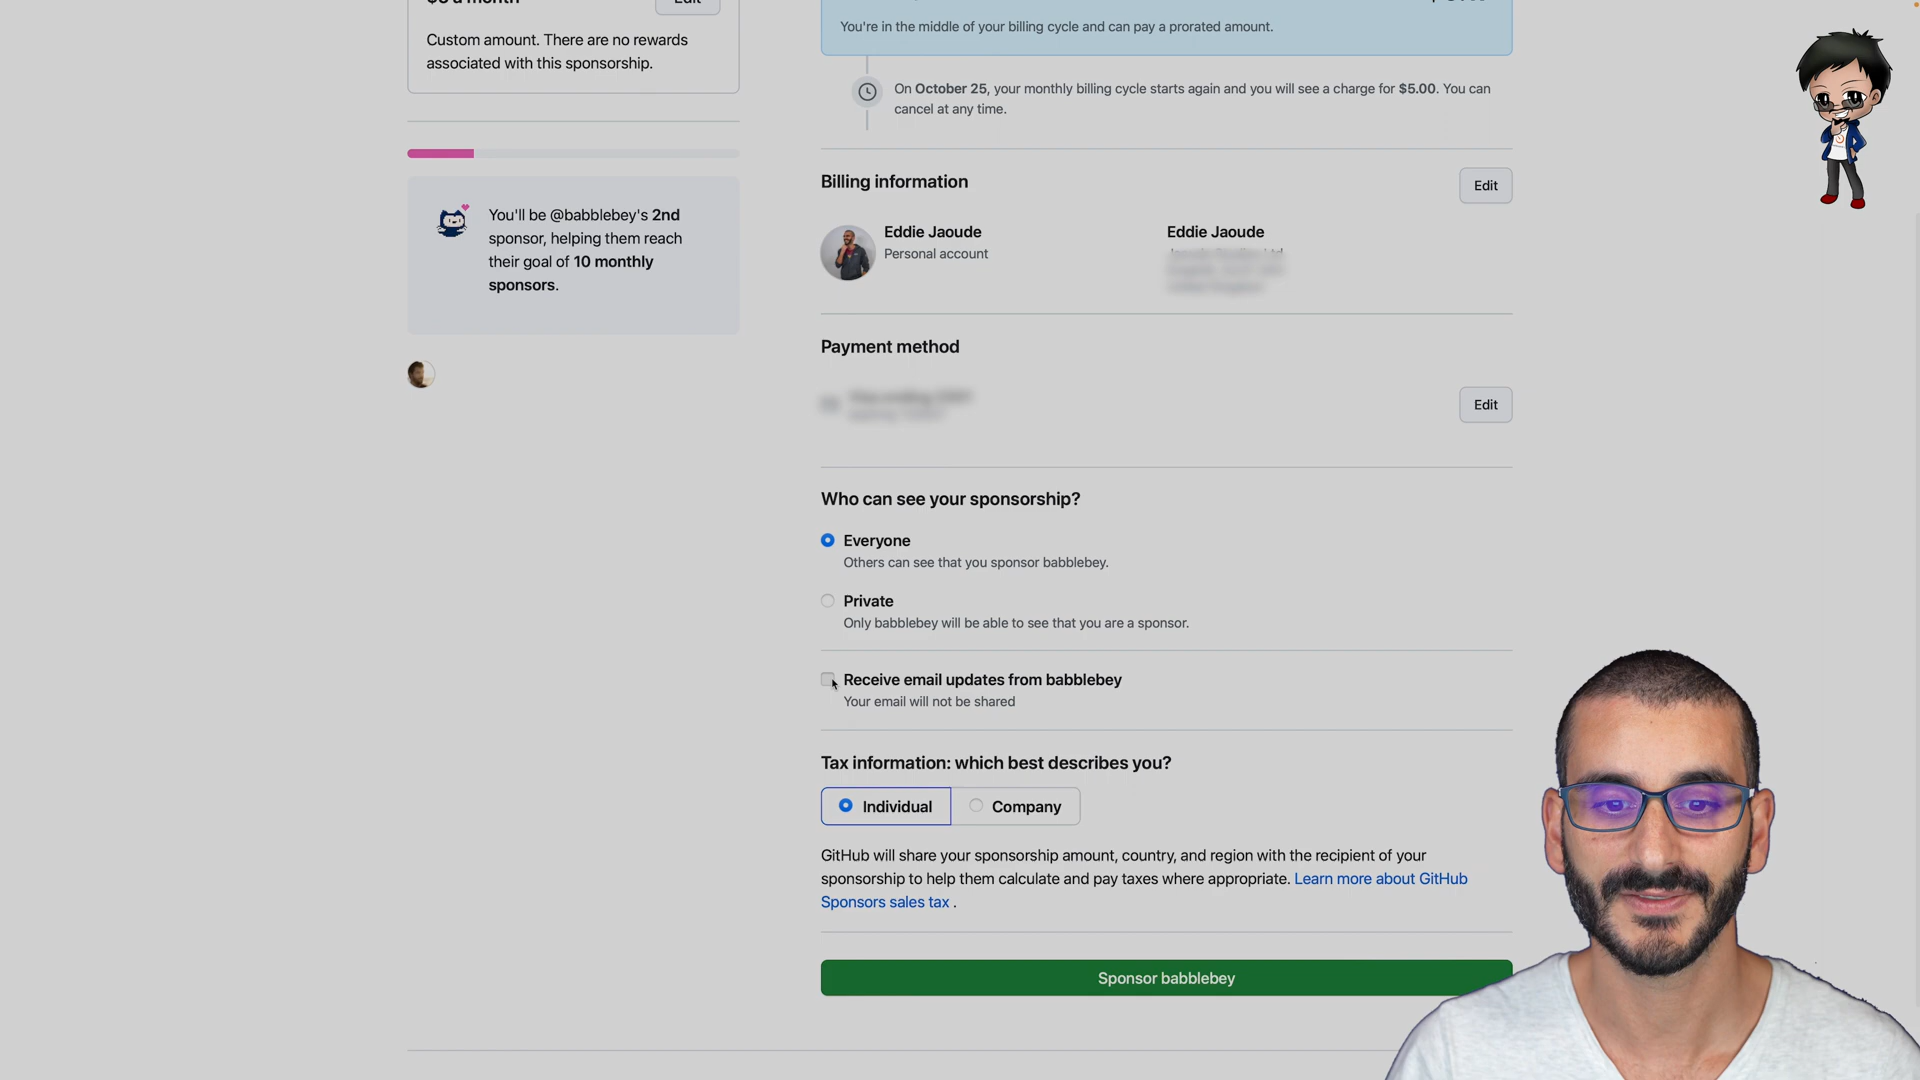 Edit
Custom amount. There are no rewards
associated with this sponsorship.
You'll be @babblebey's 2nd
sponsor, helping them reach
their goal of 10 monthly
sponsors.
You're in the middle of your billing cycle and can pay a prorated amount.
On October 25, your monthly billing cycle starts again and you will see a charge for $5.00. You can
cancel at any time.
Billing information
Edit
Eddie Jaoude
Personal account
Eddie Jaoude
Payment method
Edit
Who can see your sponsorship?
Everyone
Others can see that you sponsor babblebey.
Private
Only babblebey will be able to see that you are a sponsor.
Receive email updates from babblebey
Your email will not be shared
Tax information: which best describes you?
Individual
Company
GitHub will share your sponsorship amount, country, and region with the recipient of your
sponsorship to help them calculate and pay taxes where appropriate. Learn more about GitHub
Sponsors sales tax .
Sponsor babblebey